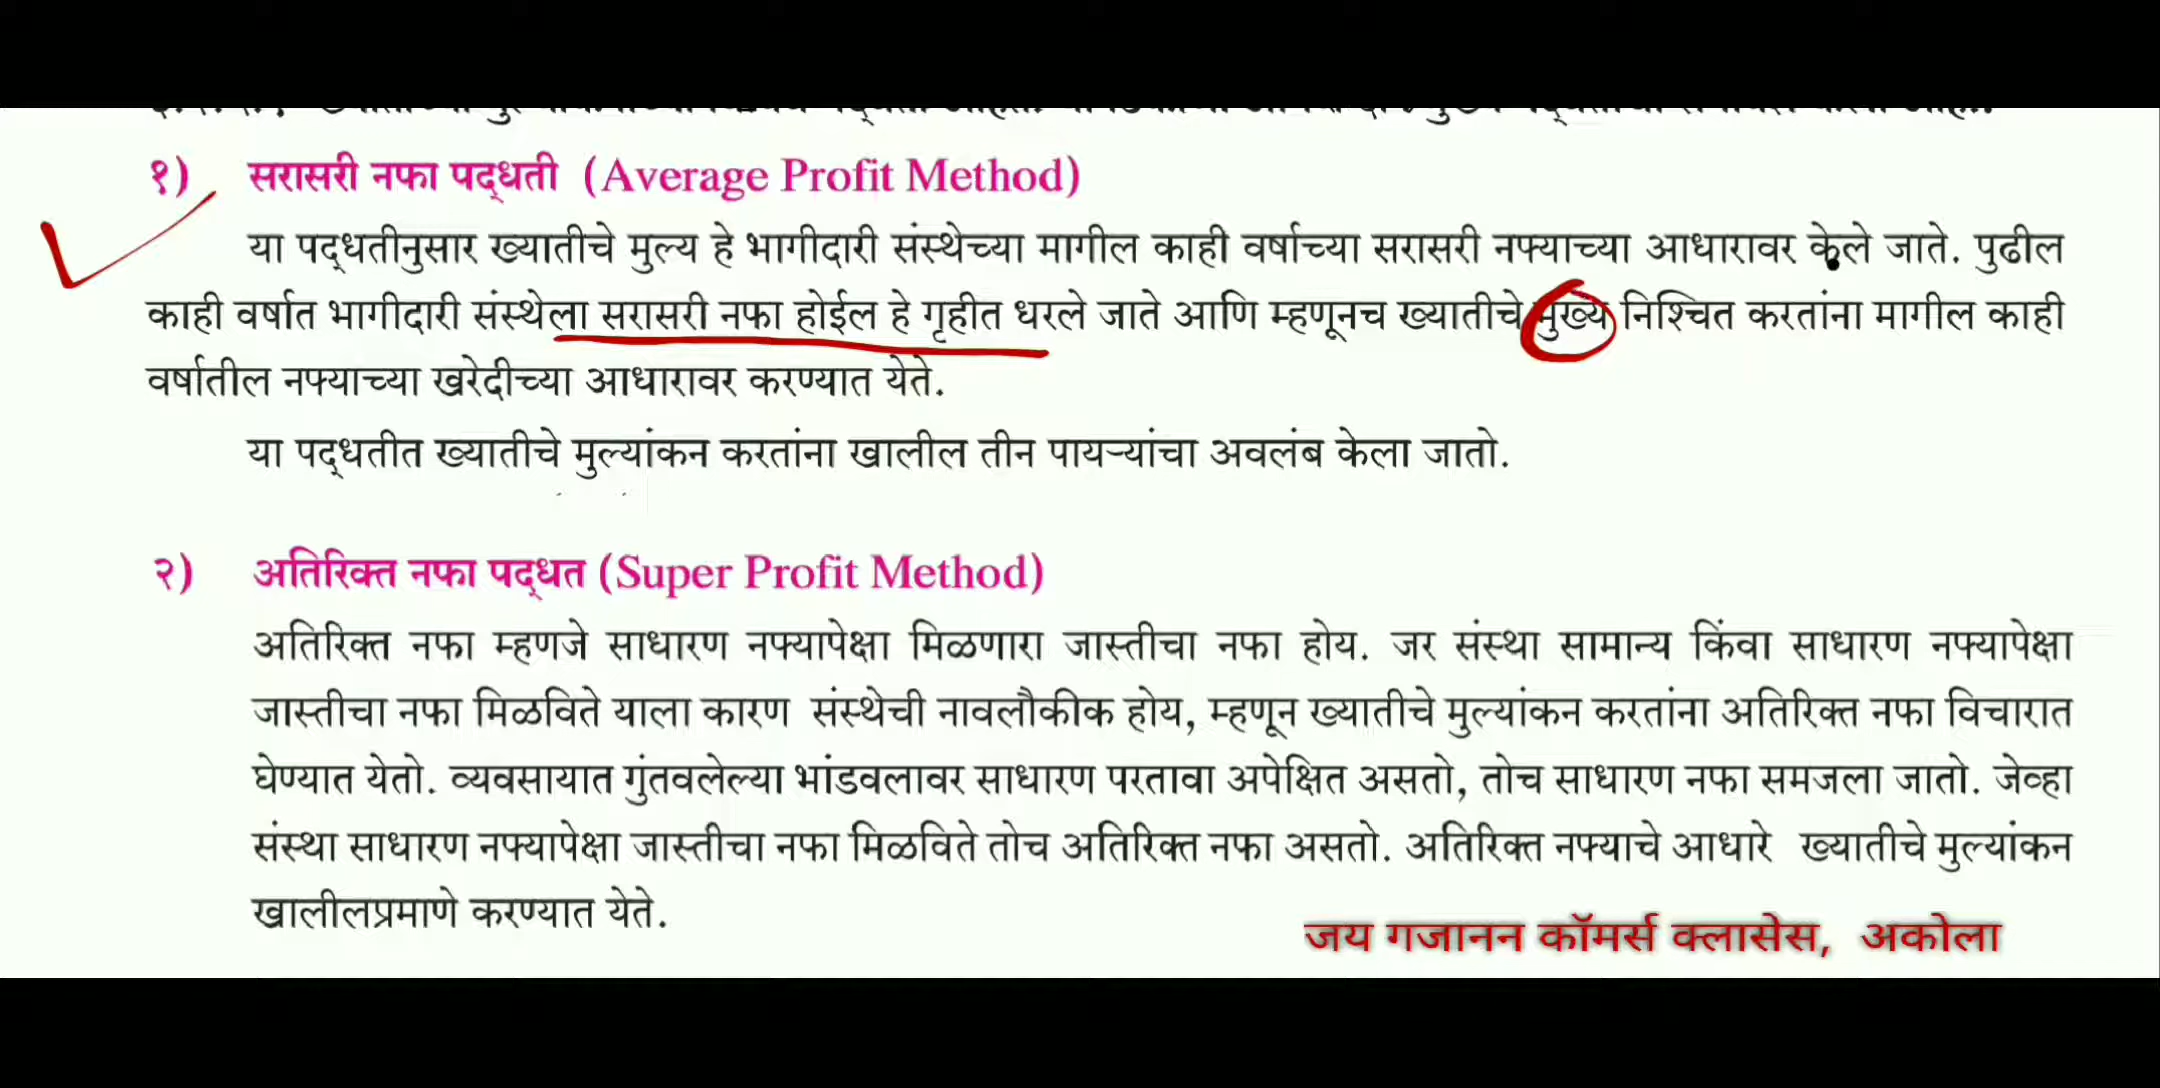 १) सरासरी नफा पद्धती (Average Profit Method)
या पद्धतीनुसार ख्यातीचे मुल्य हे भागीदारी संस्थेच्या मागील काही वर्षाच्या सरासरी नफ्याच्या आधारावर केले जाते. पुढील
काही वर्षात भागीदारी संस्थेला सरासरी नफा होईल हे गृहीत धरले जाते आणि म्हणूनच ख्यातीचे मुख्य निश्चित करतांना मागील काही
वर्षातील नफ्याच्या खरेदीच्या आधारावर करण्यात येते.
या पद्धतीत ख्यातीचे मुल्यांकन करतांना खालील तीन पायऱ्यांचा अवलंब केला जातो.
२) अतिरिक्त नफा पद्धत (Super Profit Method)
अतिरिक्त नफा म्हणजे साधारण नफ्यापेक्षा मिळणारा जास्तीचा नफा होय. जर संस्था सामान्य किंवा साधारण नफ्यापेक्षा
जास्तीचा नफा मिळविते याला कारण संस्थेची नावलौकीक होय, म्हणून ख्यातीचे मुल्यांकन करतांना अतिरिक्त नफा विचारात
घेण्यात येतो. व्यवसायात गुंतवलेल्या भांडवलावर साधारण परतावा अपेक्षित असतो, तोच साधारण नफा समजला जातो. जेव्हा
संस्था साधारण नफ्यापेक्षा जास्तीचा नफा मिळविते तोच अतिरिक्त नफा असतो. अतिरिक्त नफ्याचे आधारे ख्यातीचे मुल्यांकन
खालीलप्रमाणे करण्यात येते.
जय गजानन कॉमर्स क्लासेस, अकोला